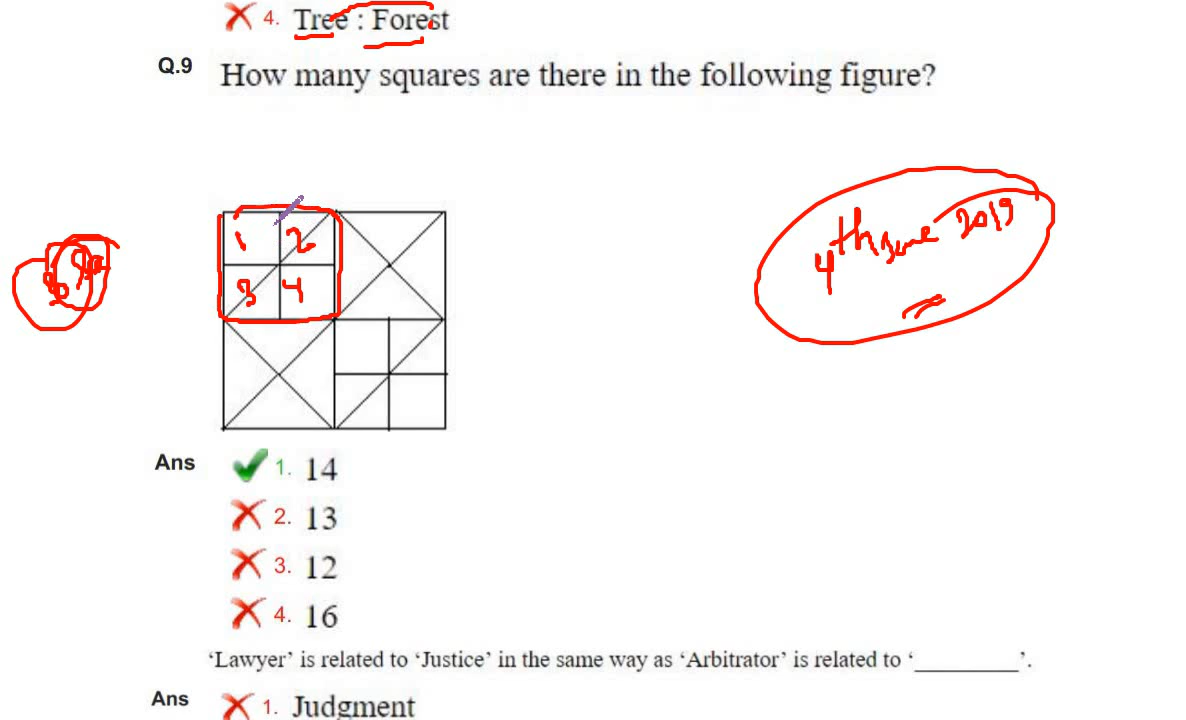 4. Tree : Forest
Q.9 How many squares are there in the following figure?
1 2
3 4
4th June 2019
Ans 1. 14
2. 13
3. 12
4. 16
‘Lawyer’ is related to ‘Justice’ in the same way as ‘Arbitrator’ is related to ‘__________’.
Ans 1. Judgment